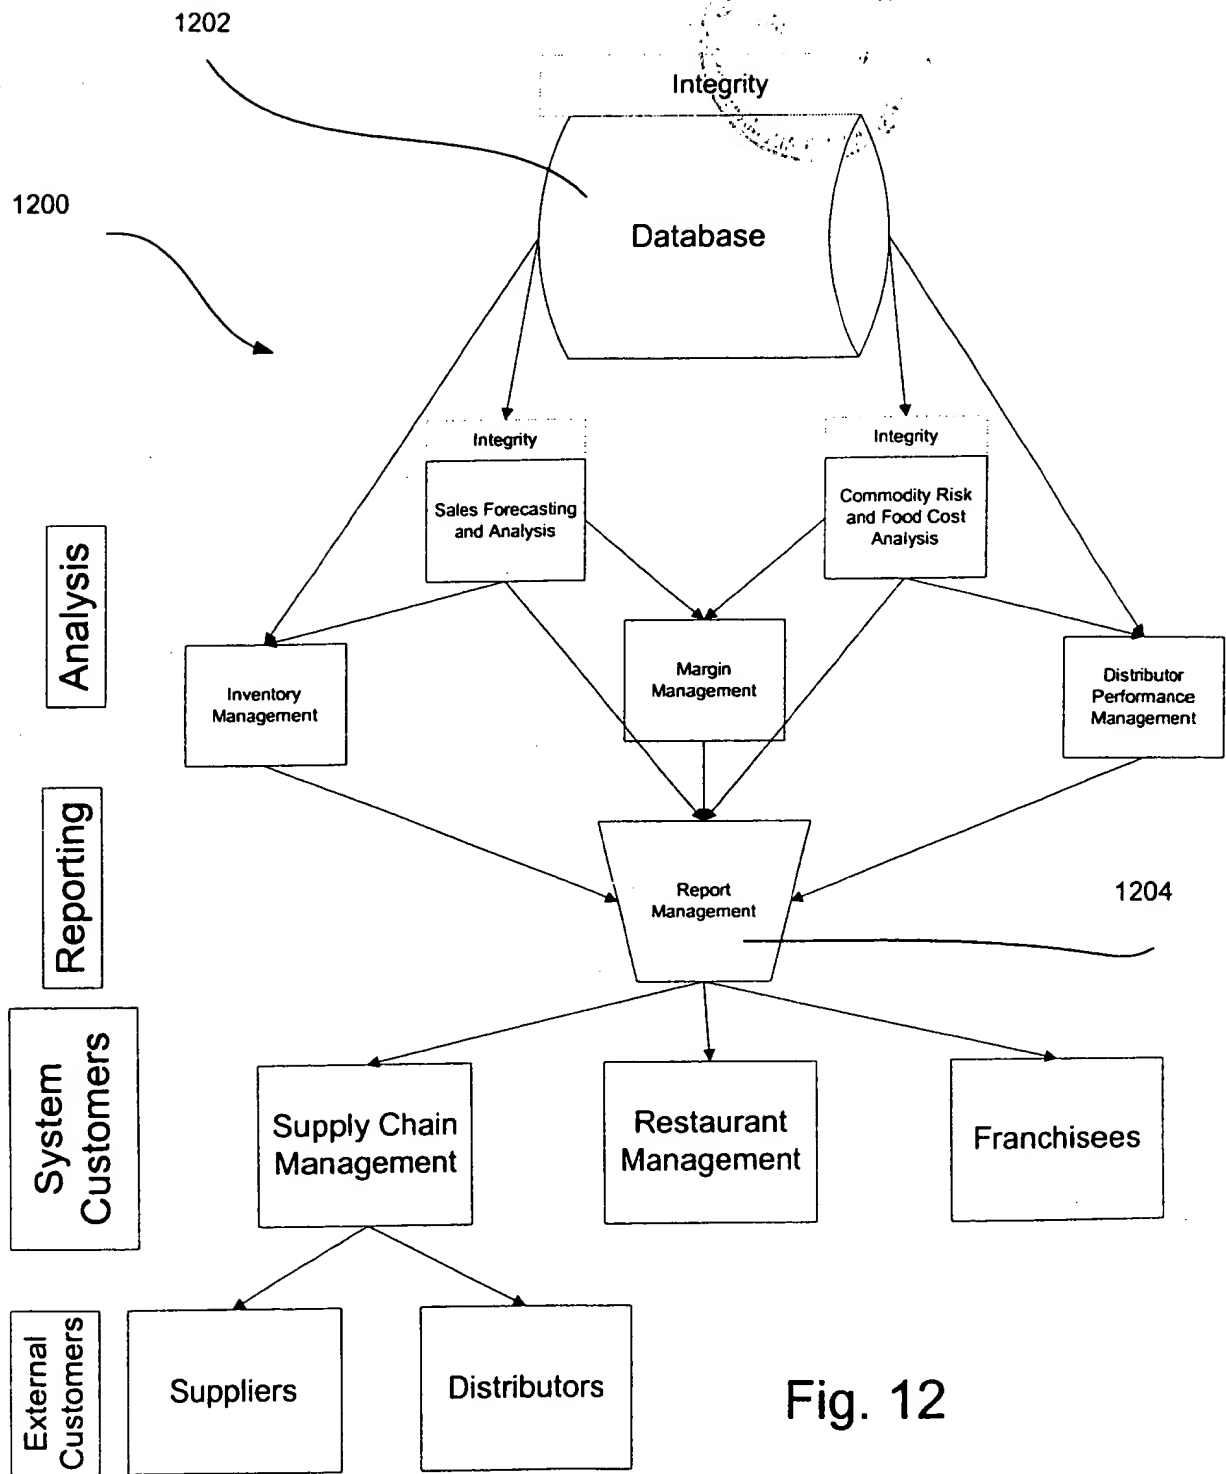 1202
Integrity
1200
Database
Integrity
Integrity
Sales Forecasting
and Analysis
Commodity Risk
and Food Cost
Analysis
Analysis
Inventory
Management
Margin
Management
Distributor
Performance
Management
Reporting
Report
Management
1204
System
Customers
Supply Chain
Management
Restaurant
Management
Franchisees
External
Customers
Suppliers
Distributors
Fig. 12